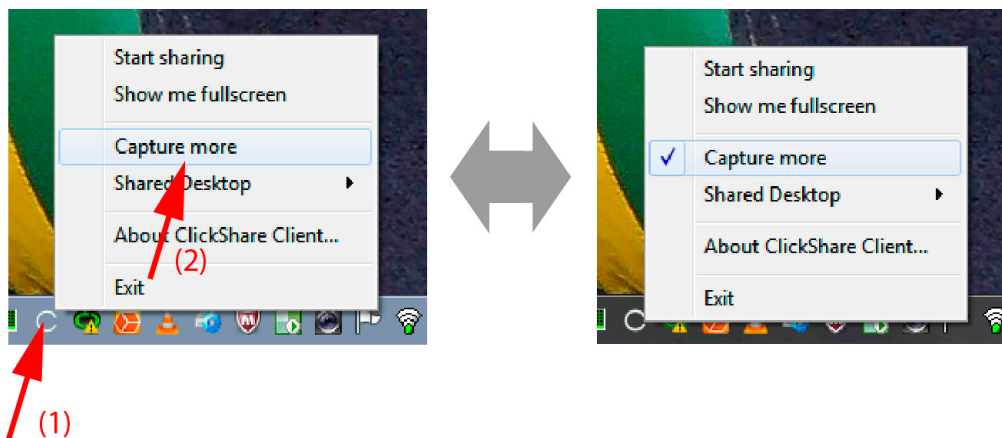 Start sharing
Show me fullscreen
Capture more
Shared Desktop
About ClickShare Client...
(2)
Exit
(1)
Start sharing
Show me fullscreen
Capture more
Shared Desktop
About ClickShare Client...
Exit